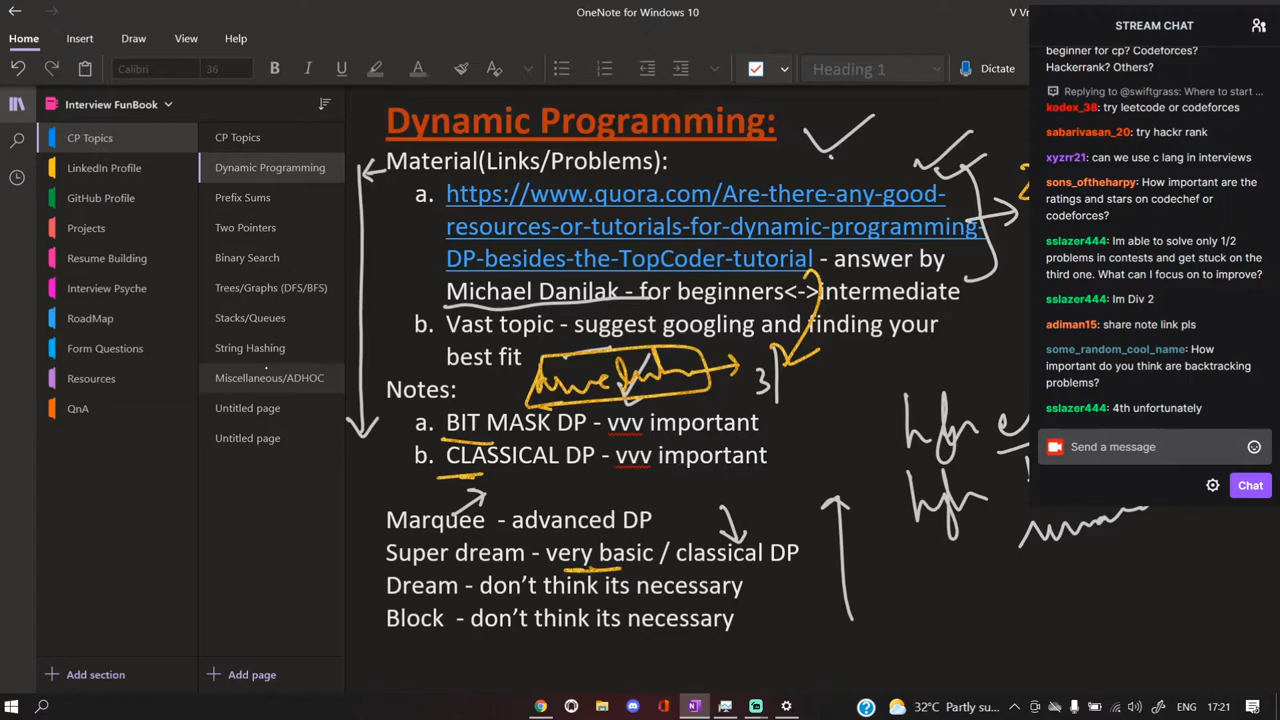 OneNote for Windows 10
V Vr
Home Insert Draw View Help
Calibri 36 B I U A Heading 1 Dictate
Interview FunBook
CP Topics
LinkedIn Profile
GitHub Profile
Projects
Resume Building
Interview Psyche
RoadMap
Form Questions
Resources
QnA
Add section
CP Topics
Dynamic Programming
Prefix Sums
Two Pointers
Binary Search
Trees/Graphs (DFS/BFS)
Stacks/Queues
String Hashing
Miscellaneous/ADHOC
Untitled page
Untitled page
Add page
Dynamic Programming:
Material(Links/Problems):
a. https://www.quora.com/Are-there-any-good-
resources-or-tutorials-for-dynamic-programming-
DP-besides-the-TopCoder-tutorial - answer by
Michael Danilak - for beginners<->intermediate
b. Vast topic - suggest googling and finding your
best fit
Notes:
a. BIT MASK DP - vvv important
b. CLASSICAL DP - vvv important
Marquee - advanced DP
Super dream - very basic / classical DP
Dream - don't think its necessary
Block - don't think its necessary
STREAM CHAT
beginner for cp? Codeforces?
Hackerrank? Others?
Replying to @swiftgrass: Where to start ...
kodex_38: try leetcode or codeforces
sabarivasan_20: try hackr rank
xyzrr21: can we use c lang in interviews
sons_oftheharpy: How important are the
ratings and stars on codechef or
codeforces?
sslazer444: Im able to solve only 1/2
problems in contests and get stuck on the
third one. What can I focus on to improve?
sslazer444: Im Div 2
adiman15: share note link pls
some_random_cool_name: How
important do you think are backtracking
problems?
sslazer444: 4th unfortunately
Send a message
Chat
32°C Partly su... ENG 17:21